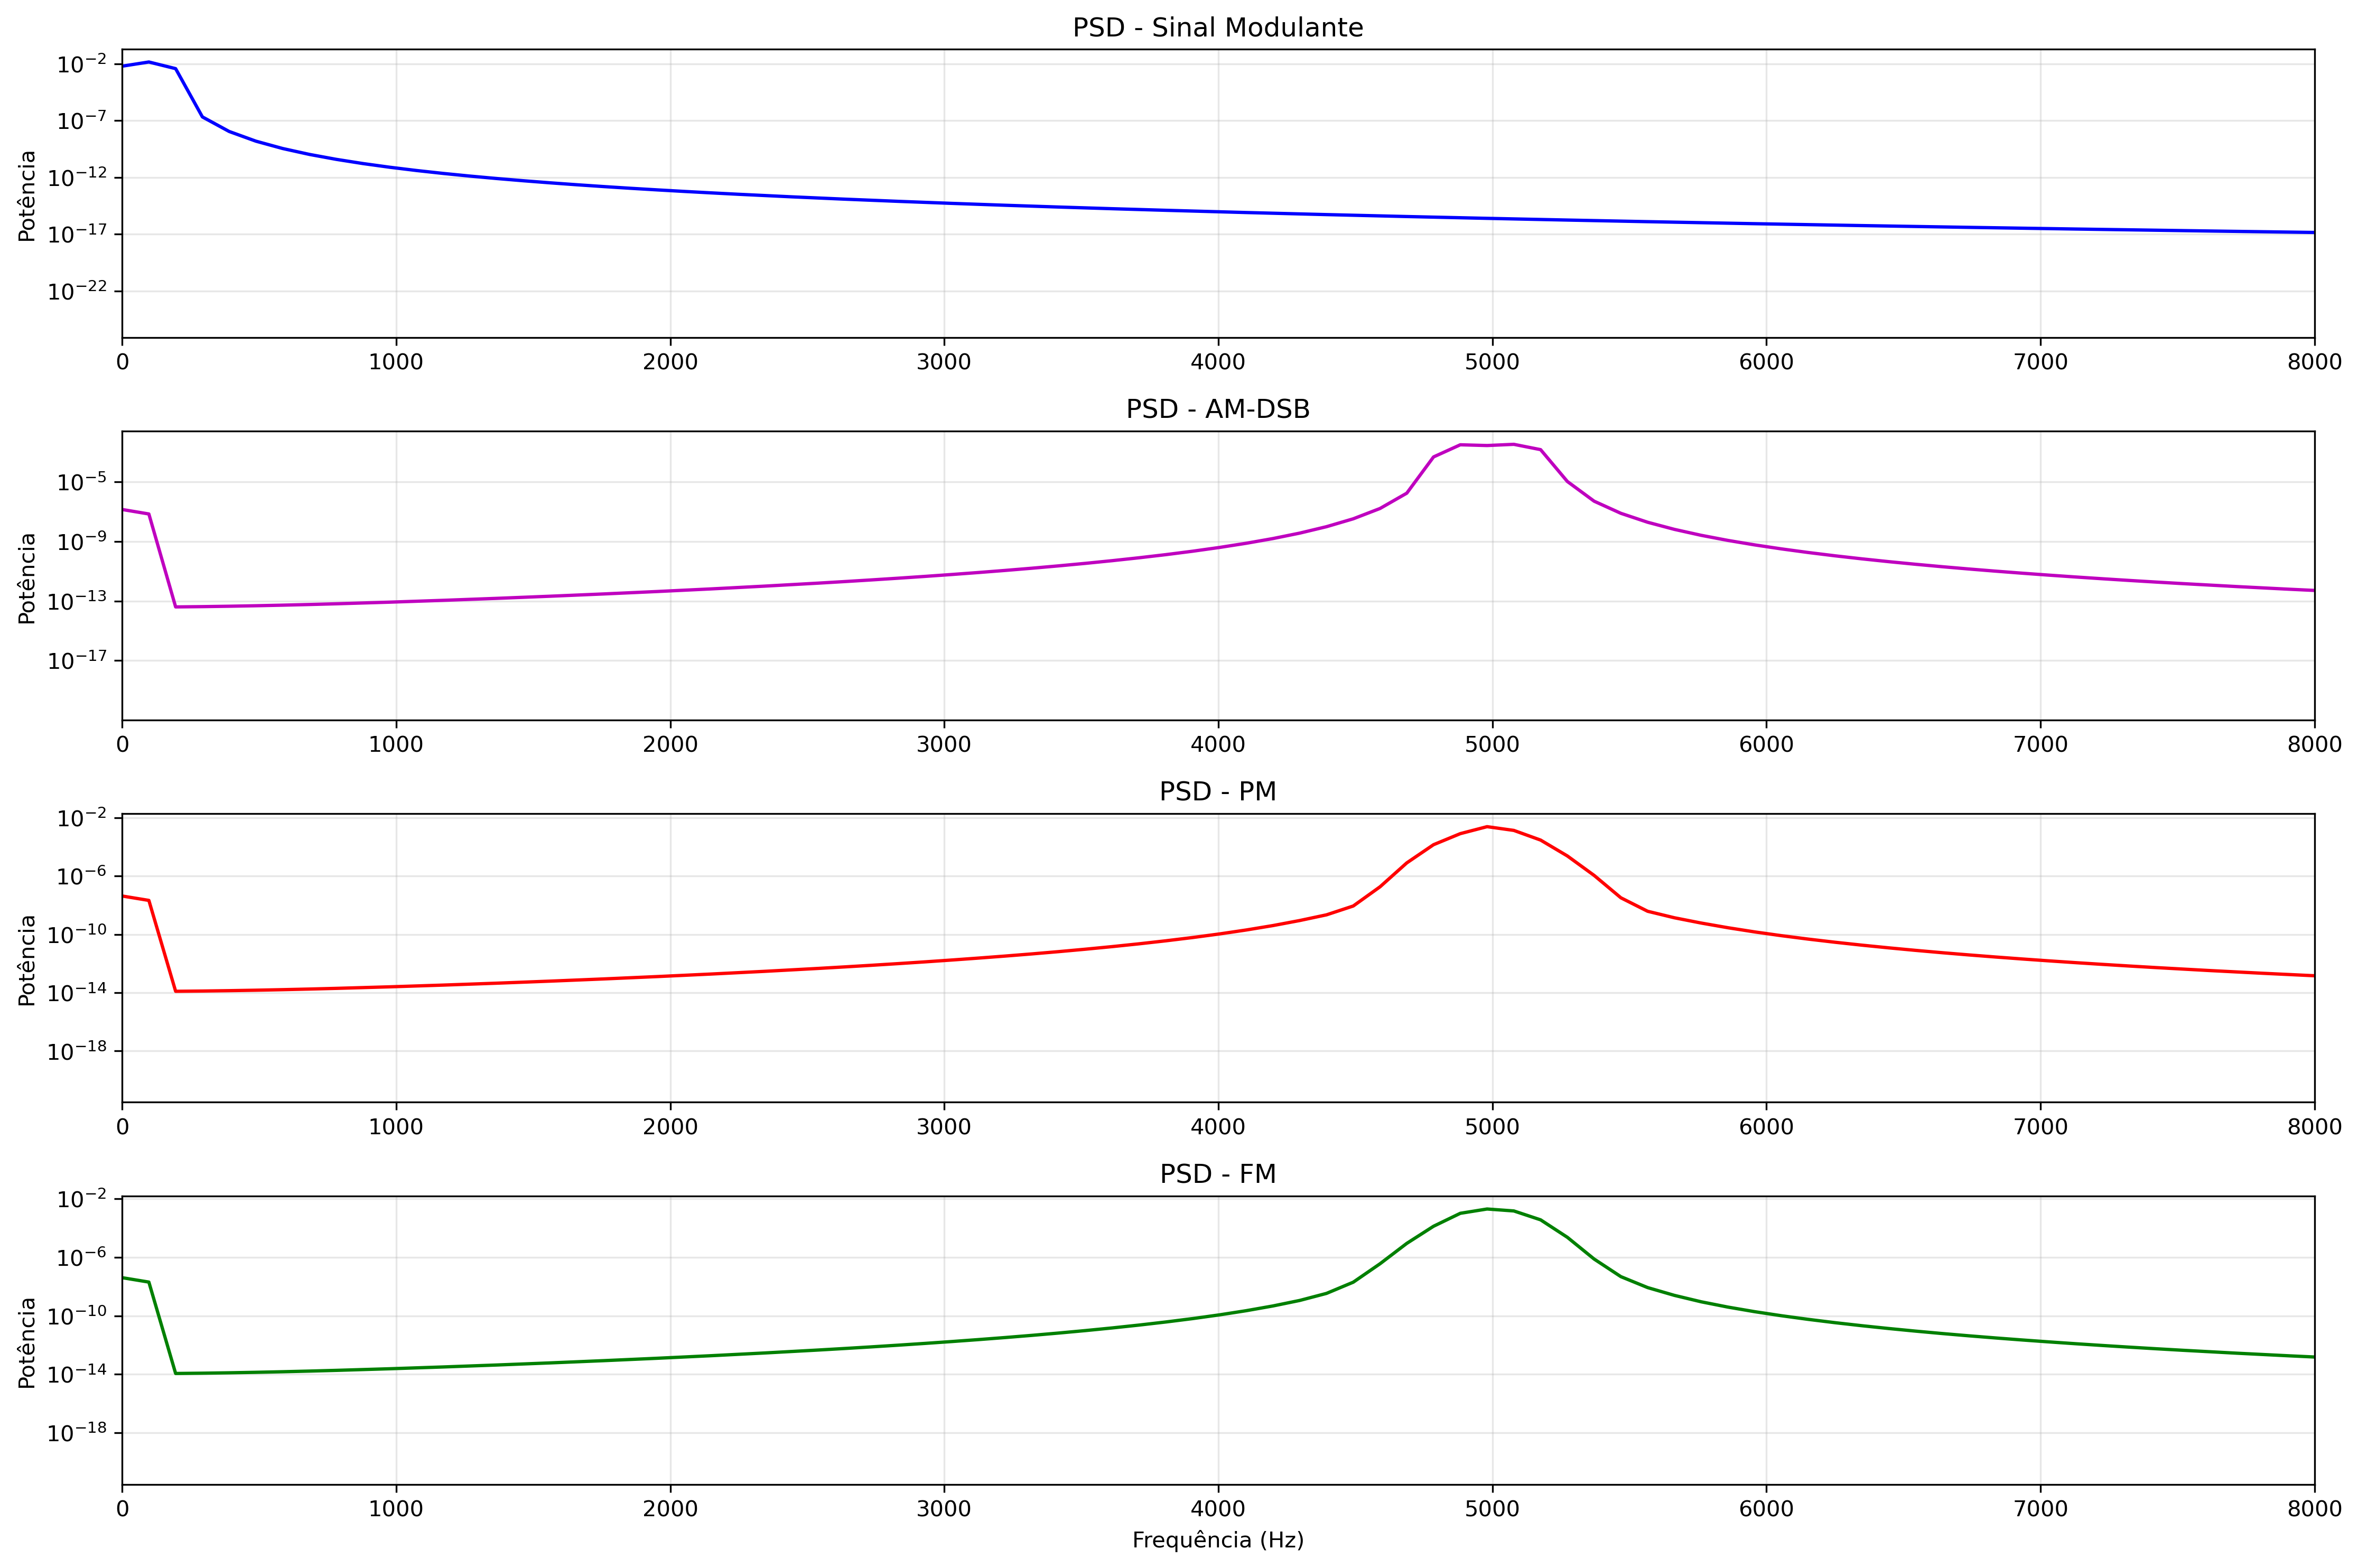 PSD - Sinal Modulante
10⁻²
10⁻⁷
10⁻¹²
10⁻¹⁷
10⁻²²
Potência
0 1000 2000 3000 4000 5000 6000 7000 8000
PSD - AM-DSB
10⁻⁵
10⁻⁹
10⁻¹³
10⁻¹⁷
Potência
0 1000 2000 3000 4000 5000 6000 7000 8000
PSD - PM
10⁻²
10⁻⁶
10⁻¹⁰
10⁻¹⁴
10⁻¹⁸
Potência
0 1000 2000 3000 4000 5000 6000 7000 8000
PSD - FM
10⁻²
10⁻⁶
10⁻¹⁰
10⁻¹⁴
10⁻¹⁸
Potência
0 1000 2000 3000 4000 5000 6000 7000 8000
Frequência (Hz)